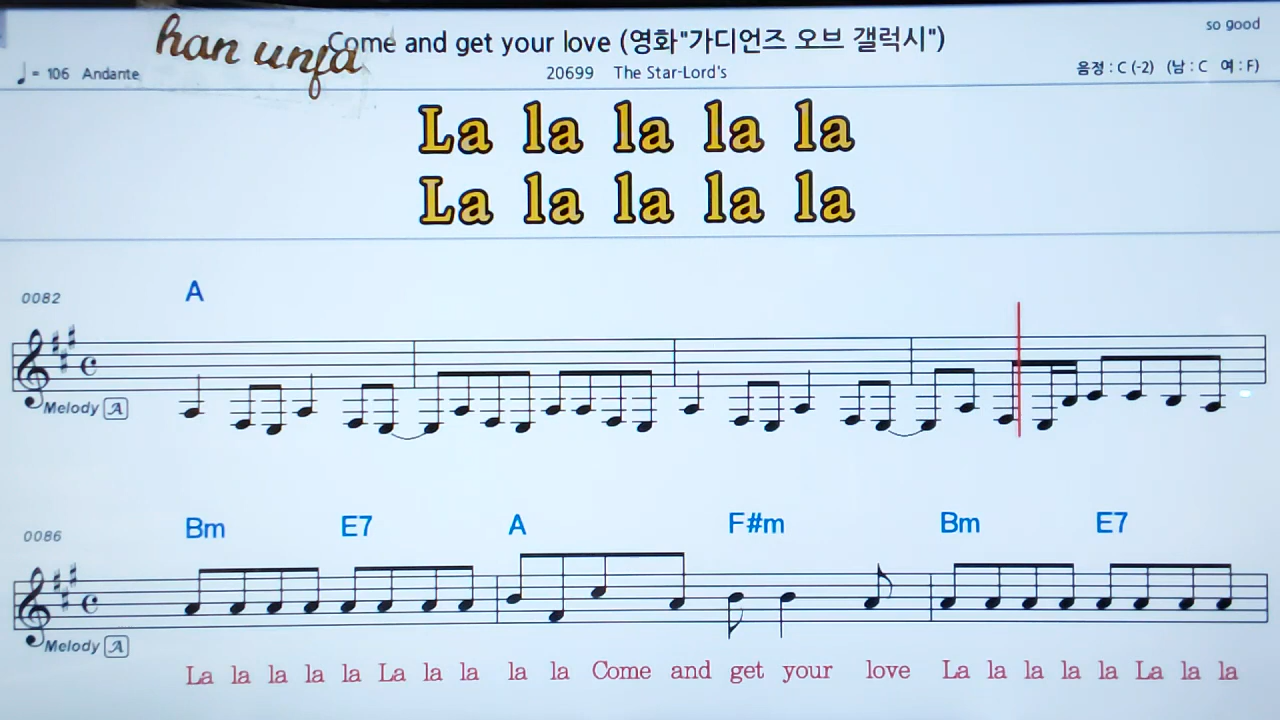 han unfa
Come and get your love (영화"가디언즈 오브 갤럭시")
so good
♩= 106 Andante
20699 The Star-Lord's
음정 : C (-2) (남 : C 여 : F)
La la la la la
La la la la la
0082
A
Melody A
0086
Bm E7 A F#m Bm E7
Melody A
La la la la la La la la la la Come and get your love La la la la la La la la